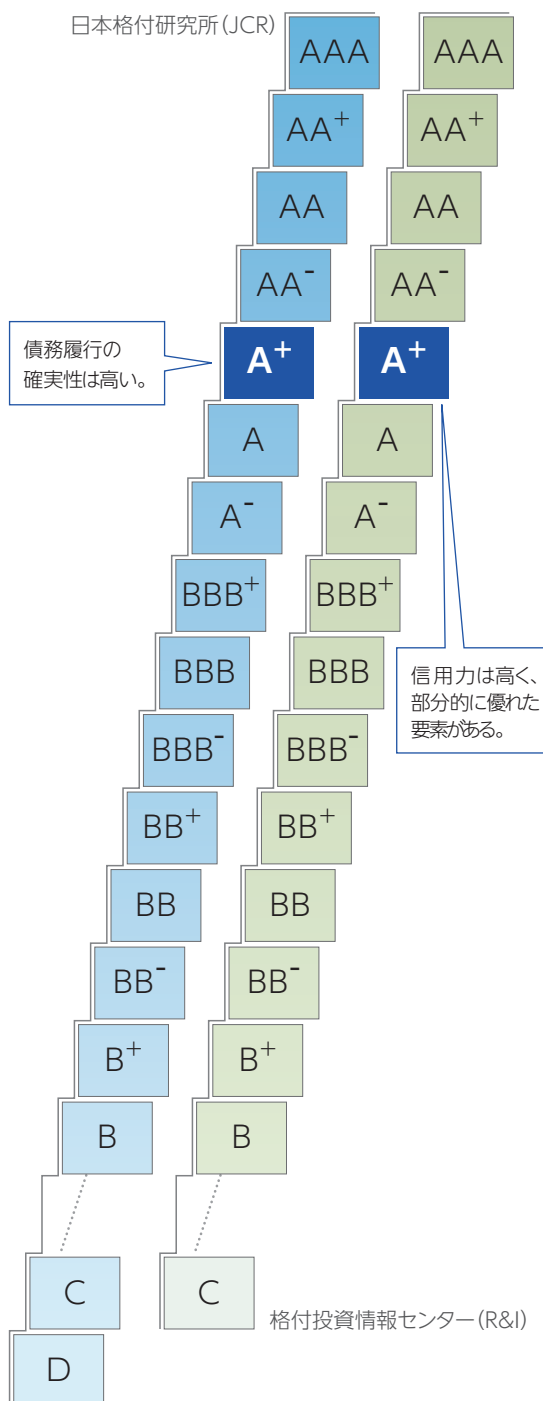 日本格付研究所(JCR)
AAA AAA
AA+ AA+
AA AA
AA- AA-
債務履行の
確実性は高い。
A+ A+
A A
A- A-
BBB+ BBB+
BBB BBB
信用力は高く、
部分的に優れた
要素がある。
BBB- BBB-
BB+ BB+
BB BB
BB- BB-
B+ B+
B B
C C
格付投資情報センター(R&I)
D